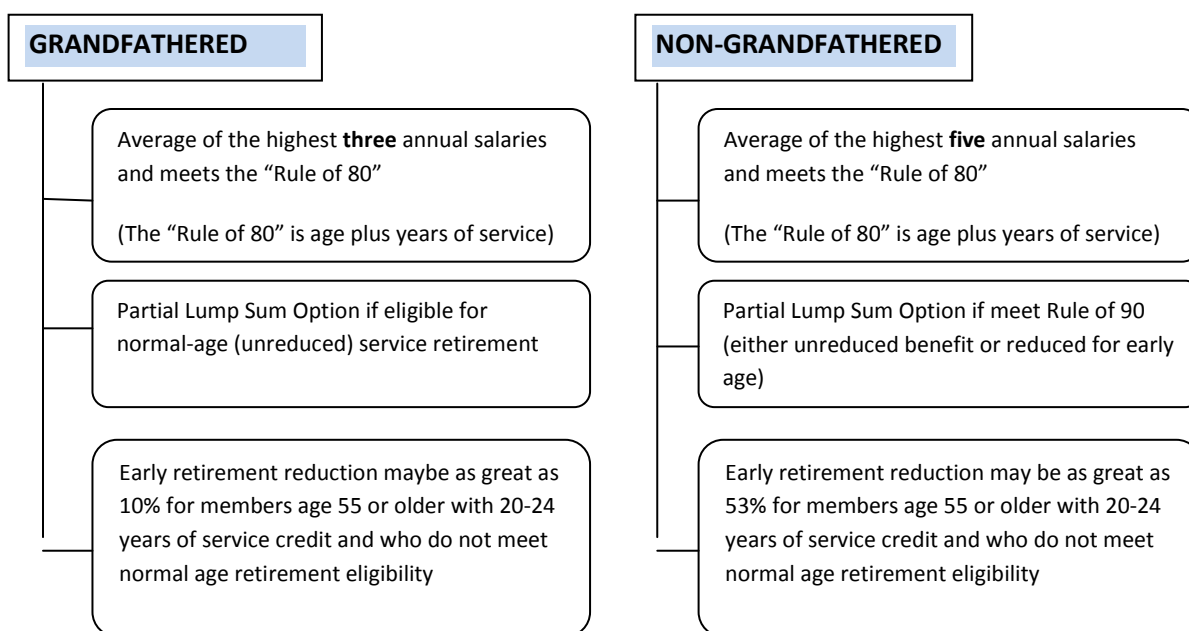 GRANDFATHERED
Average of the highest three annual salaries
and meets the “Rule of 80”
(The “Rule of 80” is age plus years of service)
Partial Lump Sum Option if eligible for
normal-age (unreduced) service retirement
Early retirement reduction maybe as great as
10% for members age 55 or older with 20-24
years of service credit and who do not meet
normal age retirement eligibility
NON-GRANDFATHERED
Average of the highest five annual salaries
and meets the “Rule of 80”
(The “Rule of 80” is age plus years of service)
Partial Lump Sum Option if meet Rule of 90
(either unreduced benefit or reduced for early
age)
Early retirement reduction may be as great as
53% for members age 55 or older with 20-24
years of service credit and who do not meet
normal age retirement eligibility